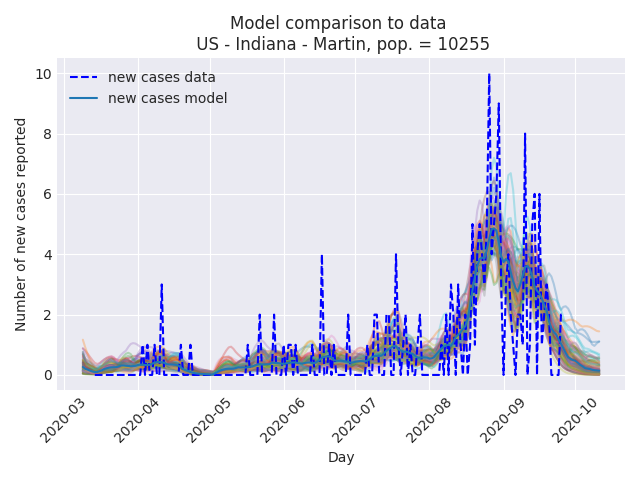 Model comparison to data
US - Indiana - Martin, pop. = 10255
new cases data
new cases model
Number of new cases reported
10
8
6
4
2
0
2020-03
2020-04
2020-05
2020-06
2020-07
2020-08
2020-09
2020-10
Day